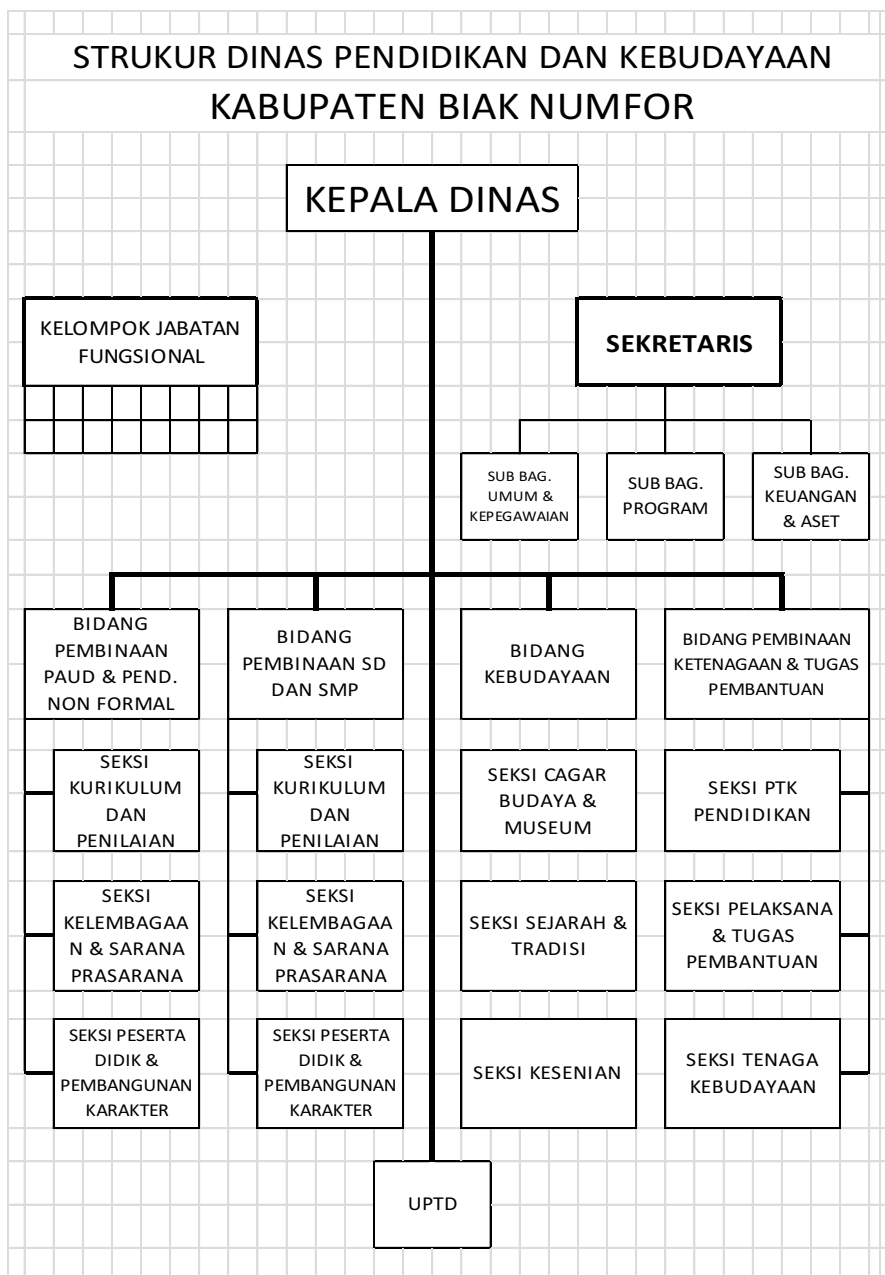 STRUKUR DINAS PENDIDIKAN DAN KEBUDAYAAN
KABUPATEN BIAK NUMFOR
KEPALA DINAS
KELOMPOK JABATAN
FUNGSIONAL
SEKRETARIS
SUB BAG.
UMUM &
KEPEGAWAIAN
SUB BAG.
PROGRAM
SUB BAG.
KEUANGAN
& ASET
BIDANG
PEMBINAAN
PAUD & PEND.
NON FORMAL
BIDANG
PEMBINAAN SD
DAN SMP
BIDANG
KEBUDAYAAN
BIDANG PEMBINAAN
KETENAGAAN & TUGAS
PEMBANTUAN
SEKSI
KURIKULUM
DAN
PENILAIAN
SEKSI
KURIKULUM
DAN
PENILAIAN
SEKSI CAGAR
BUDAYA &
MUSEUM
SEKSI PTK
PENDIDIKAN
SEKSI
KELEMBAGAA
N & SARANA
PRASARANA
SEKSI
KELEMBAGAA
N & SARANA
PRASARANA
SEKSI SEJARAH &
TRADISI
SEKSI PELAKSANA
& TUGAS
PEMBANTUAN
SEKSI PESERTA
DIDIK &
PEMBANGUNAN
KARAKTER
SEKSI PESERTA
DIDIK &
PEMBANGUNAN
KARAKTER
SEKSI KESENIAN
SEKSI TENAGA
KEBUDAYAAN
UPTD